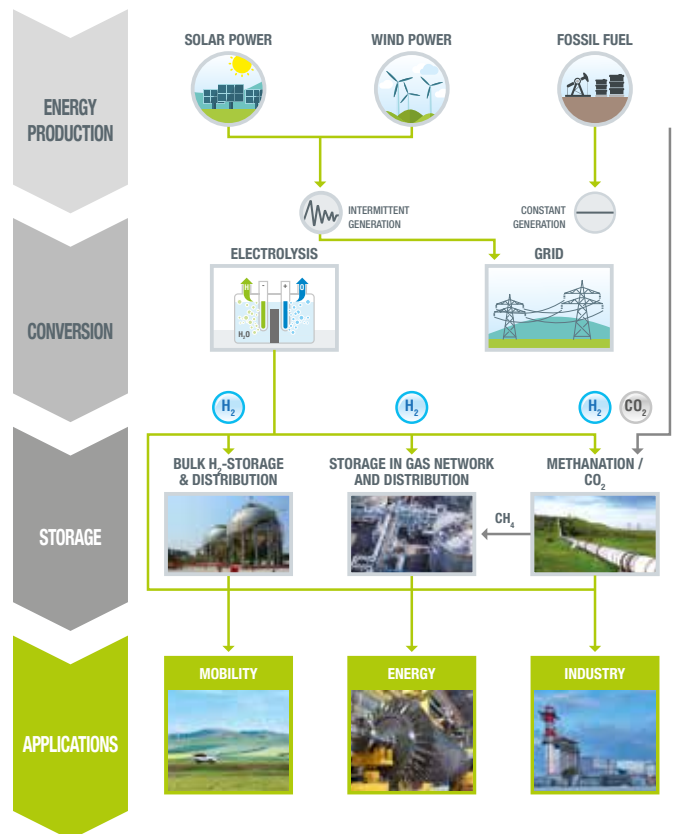 ENERGY
PRODUCTION
SOLAR POWER
WIND POWER
FOSSIL FUEL
INTERMITTENT
GENERATION
CONSTANT
GENERATION
CONVERSION
ELECTROLYSIS
GRID
-
+
H₂O
H₂
H₂
H₂
CO₂
STORAGE
BULK H₂-STORAGE
& DISTRIBUTION
STORAGE IN GAS NETWORK
AND DISTRIBUTION
METHANATION /
CO₂
CH₄
APPLICATIONS
MOBILITY
ENERGY
INDUSTRY